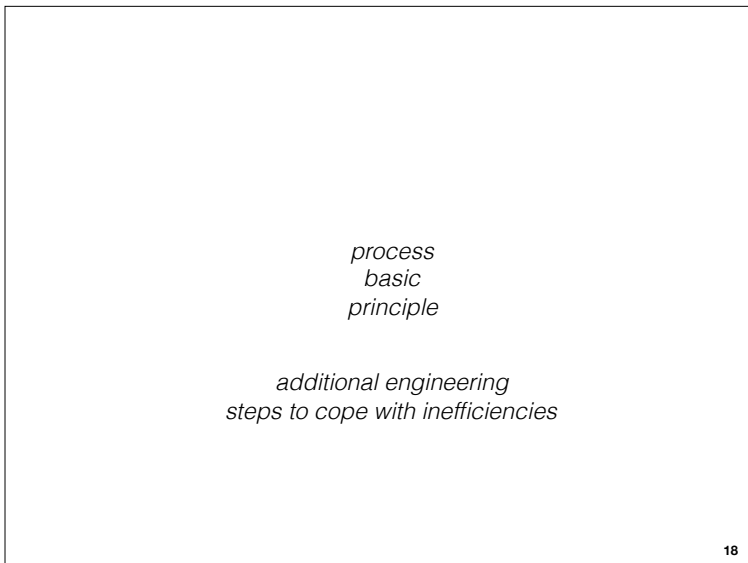 process
basic
principle
additional engineering
steps to cope with inefficiencies
18